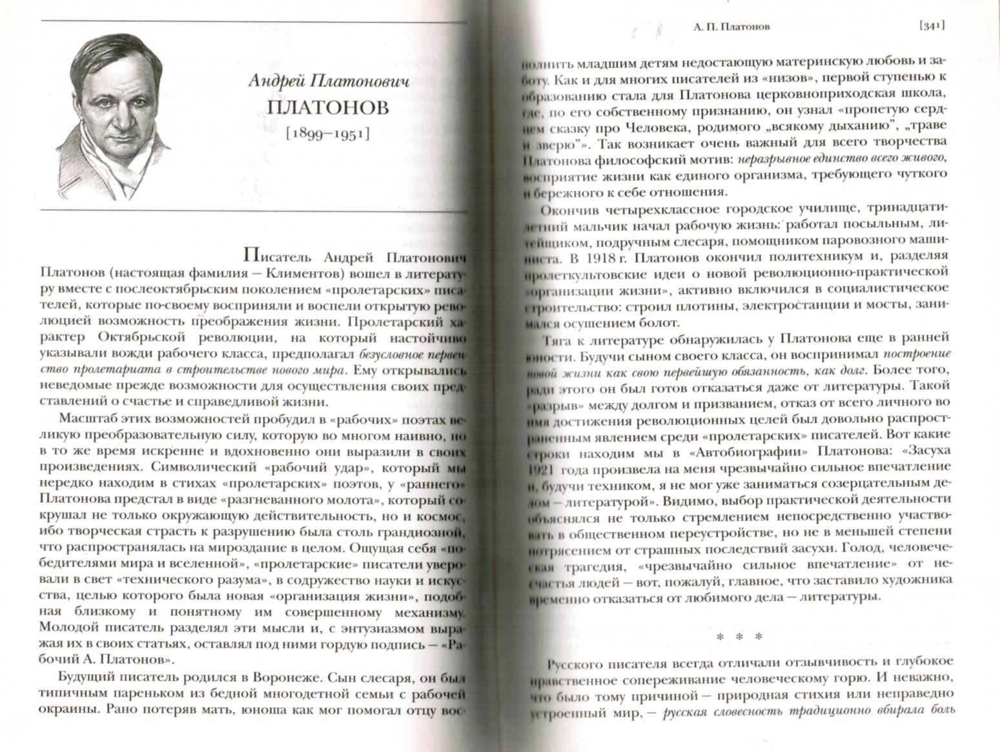 Андрей Платонович
ПЛАТОНОВ
[1899–1951]
Писатель Андрей Платонович
Платонов (настоящая фамилия — Климентов) вошел в литерату-
ру вместе с послеоктябрьским поколением «пролетарских» писа-
телей, которые по-своему восприняли и воспели открытую рево-
люцией возможность преображения жизни. Пролетарский ха-
рактер Октябрьской революции, на который настойчиво
указывали вожди рабочего класса, предполагал безусловное первен-
ство пролетариата в строительстве нового мира. Ему открывались
неведомые прежде возможности для осуществления своих пред-
ставлений о счастье и справедливой жизни.
Масштаб этих возможностей пробудил в «рабочих» поэтах ве-
ликую преобразовательную силу, которую во многом наивно, но
в то же время искренне и вдохновенно они выразили в своих
произведениях. Символический «рабочий удар», который мы
нередко находим в стихах «пролетарских» поэтов, у «раннего»
Платонова предстал в виде «разгневанного молота», который со-
крушал не только окружающую действительность, но и космос,
ибо творческая страсть к разрушению была столь грандиозной,
что распространялась на мироздание в целом. Ощущая себя «по-
бедителями мира и вселенной», «пролетарские» писатели уверо-
вали в свет «технического разума», в содружество науки и искус-
ства, целью которого была новая «организация жизни», подоб-
ная близкому и понятному им совершенному механизму.
Молодой писатель разделял эти мысли и, с энтузиазмом выра-
жая их в своих статьях, оставлял под ними гордую подпись — «Ра-
бочий А. Платонов».
Будущий писатель родился в Воронеже. Сын слесаря, он был
типичным пареньком из бедной многодетной семьи с рабочей
окраины. Рано потеряв мать, юноша как мог помогал отцу вос-
А. П. Платонов [341]
полнить младшим детям недостающую материнскую любовь и за-
боту. Как и для многих писателей из «низов», первой ступенью к
образованию стала для Платонова церковноприходская школа,
где, по его собственному признанию, он узнал «пропетую серд-
цем сказку про Человека, родимого „всякому дыханию”, „траве
и зверю”». Так возникает очень важный для всего творчества
Платонова философский мотив: неразрывное единство всего живого,
восприятие жизни как единого организма, требующего чуткого
и бережного к себе отношения.
Окончив четырехклассное городское училище, тринадцати-
летний мальчик начал рабочую жизнь: работал посыльным, ли-
тейщиком, подручным слесаря, помощником паровозного маши-
ниста. В 1918 г. Платонов окончил политехникум и, разделяя
пролеткультовские идеи о новой революционно-практической
«организации жизни», активно включился в социалистическое
строительство: строил плотины, электростанции и мосты, зани-
мался осушением болот.
Тяга к литературе обнаружилась у Платонова еще в ранней
юности. Будучи сыном своего класса, он воспринимал построение
новой жизни как свою первейшую обязанность, как долг. Более того,
ради этого он был готов отказаться даже от литературы. Такой
«разрыв» между долгом и призванием, отказ от всего личного во
имя достижения революционных целей был довольно распрост-
раненным явлением среди «пролетарских» писателей. Вот какие
строки находим мы в «Автобиографии» Платонова: «Засуха
1921 года произвела на меня чрезвычайно сильное впечатление
и, будучи техником, я не мог уже заниматься созерцательным де-
лом — литературой». Видимо, выбор практической деятельности
объяснялся не только стремлением непосредственно участво-
вать в общественном переустройстве, но не в меньшей степени
потрясением от страшных последствий засухи. Голод, человече-
ская трагедия, «чрезвычайно сильное впечатление» от не-
счастья людей — вот, пожалуй, главное, что заставило художника
временно отказаться от любимого дела — литературы.
* * *
Русского писателя всегда отличали отзывчивость и глубокое
нравственное сопереживание человеческому горю. И неважно,
что было тому причиной — природная стихия или неправедно
устроенный мир, — русская словесность традиционно вбирала боль